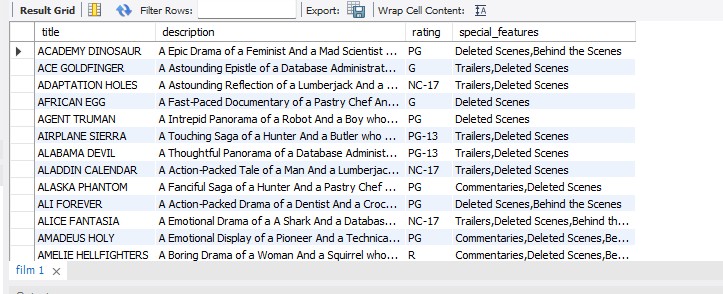 Result Grid Filter Rows: Export: Wrap Cell Content: IA
title description rating special_features
ACADEMY DINOSAUR A Epic Drama of a Feminist And a Mad Scientist ... PG Deleted Scenes,Behind the Scenes
ACE GOLDFINGER A Astounding Epistle of a Database Administrat... G Trailers,Deleted Scenes
ADAPTATION HOLES A Astounding Reflection of a Lumberjack And a ... NC-17 Trailers,Deleted Scenes
AFRICAN EGG A Fast-Paced Documentary of a Pastry Chef An... G Deleted Scenes
AGENT TRUMAN A Intrepid Panorama of a Robot And a Boy who... PG Deleted Scenes
AIRPLANE SIERRA A Touching Saga of a Hunter And a Butler who ... PG-13 Trailers,Deleted Scenes
ALABAMA DEVIL A Thoughtful Panorama of a Database Administ... PG-13 Trailers,Deleted Scenes
ALADDIN CALENDAR A Action-Packed Tale of a Man And a Lumberjac... NC-17 Trailers,Deleted Scenes
ALASKA PHANTOM A Fanciful Saga of a Hunter And a Pastry Chef ... PG Commentaries,Deleted Scenes
ALI FOREVER A Action-Packed Drama of a Dentist And a Croc... PG Deleted Scenes,Behind the Scenes
ALICE FANTASIA A Emotional Drama of a A Shark And a Databas... NC-17 Trailers,Deleted Scenes,Behind th...
AMADEUS HOLY A Emotional Display of a Pioneer And a Technica... PG Commentaries,Deleted Scenes,Be...
AMELIE HELLFIGHTERS A Boring Drama of a Woman And a Squirrel who... R Commentaries,Deleted Scenes,Be...
film 1